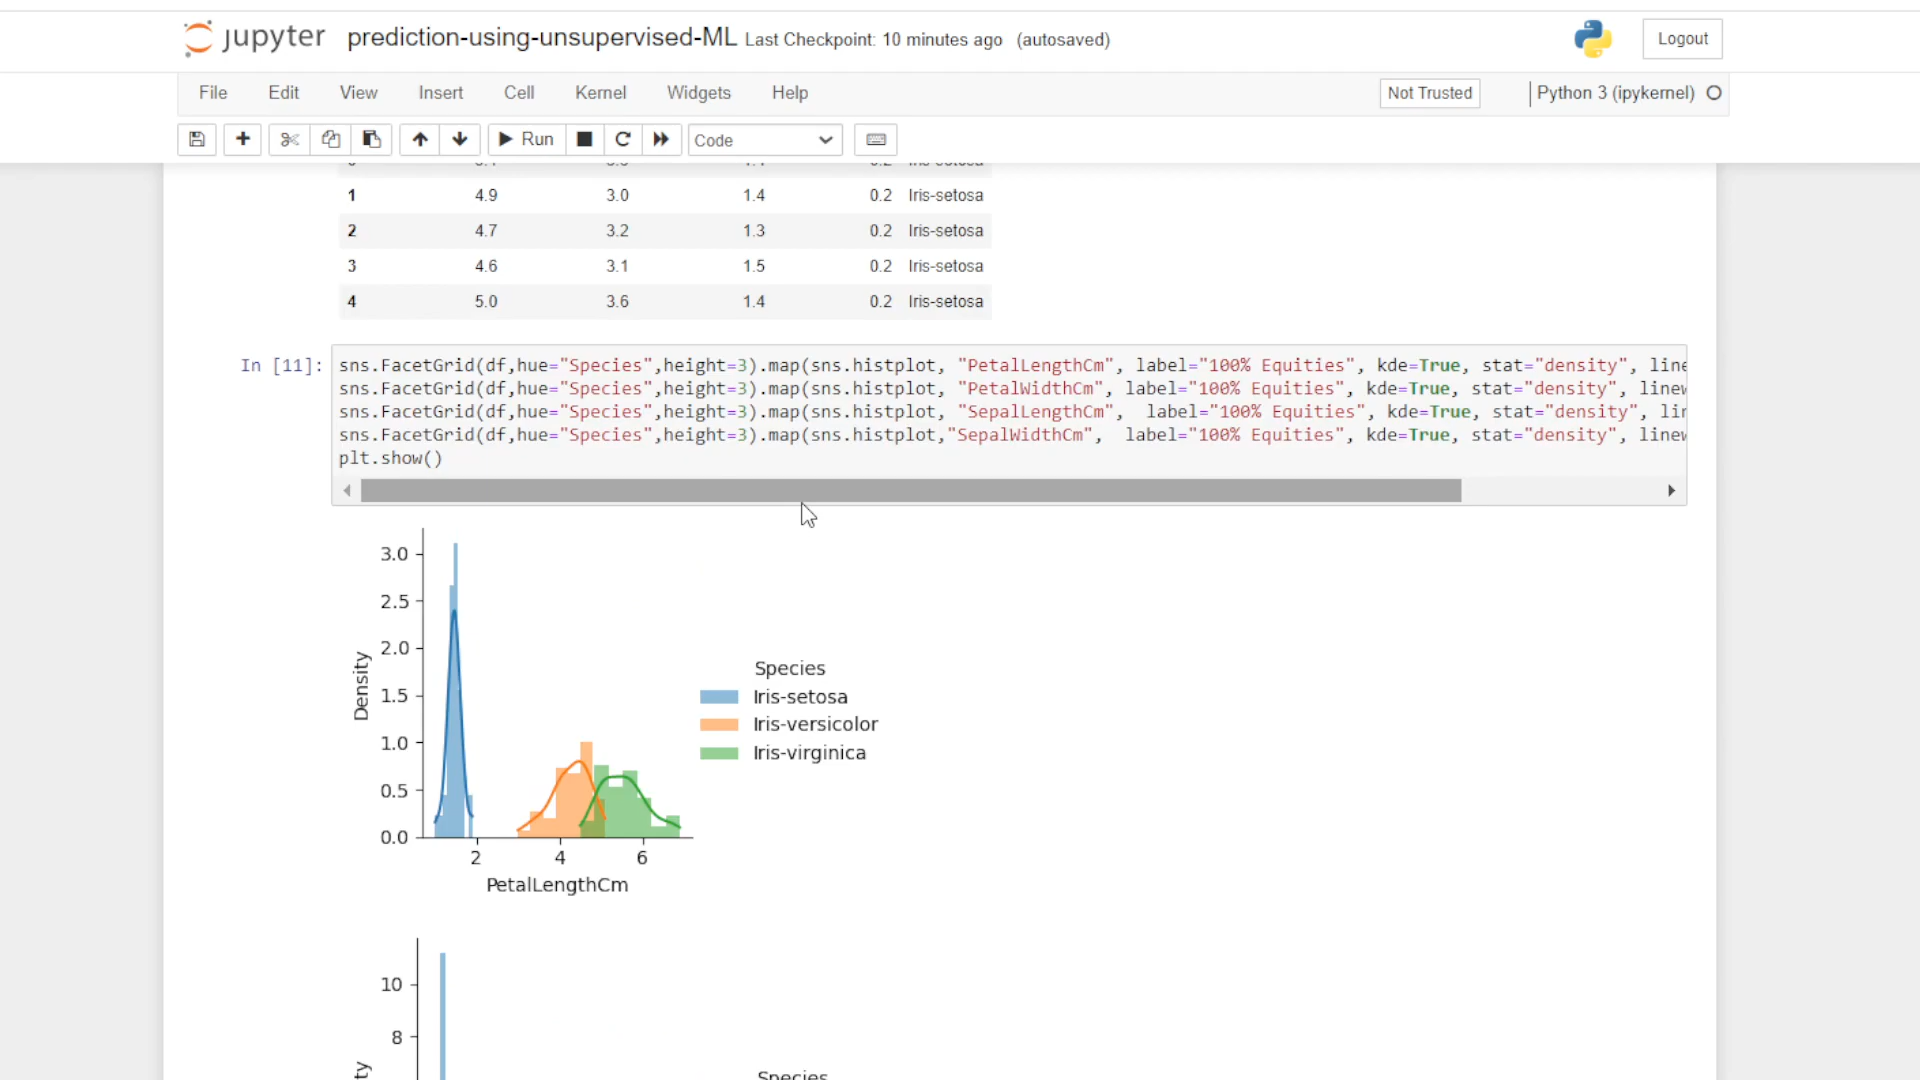 jupyter prediction-using-unsupervised-ML Last Checkpoint: 10 minutes ago (autosaved) Logout
File Edit View Insert Cell Kernel Widgets Help Not Trusted Python 3 (ipykernel)
Run Code
1 4.9 3.0 1.4 0.2 Iris-setosa
2 4.7 3.2 1.3 0.2 Iris-setosa
3 4.6 3.1 1.5 0.2 Iris-setosa
4 5.0 3.6 1.4 0.2 Iris-setosa
In [11]: sns.FacetGrid(df,hue="Species",height=3).map(sns.histplot, "PetalLengthCm", label="100% Equities", kde=True, stat="density", line
sns.FacetGrid(df,hue="Species",height=3).map(sns.histplot, "PetalWidthCm", label="100% Equities", kde=True, stat="density", linew
sns.FacetGrid(df,hue="Species",height=3).map(sns.histplot, "SepalLengthCm", label="100% Equities", kde=True, stat="density", lin
sns.FacetGrid(df,hue="Species",height=3).map(sns.histplot,"SepalWidthCm", label="100% Equities", kde=True, stat="density", linew
plt.show()
3.0
2.5
2.0
1.5
1.0
0.5
0.0
Density
Species
Iris-setosa
Iris-versicolor
Iris-virginica
2 4 6
PetalLengthCm
10
8
Species